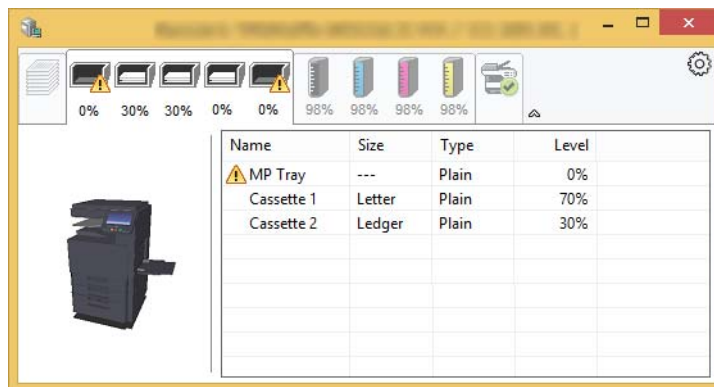 0% 30% 30% 0% 0% 98% 98% 98% 98%
Name Size Type Level
MP Tray --- Plain 0%
Cassette 1 Letter Plain 70%
Cassette 2 Ledger Plain 30%